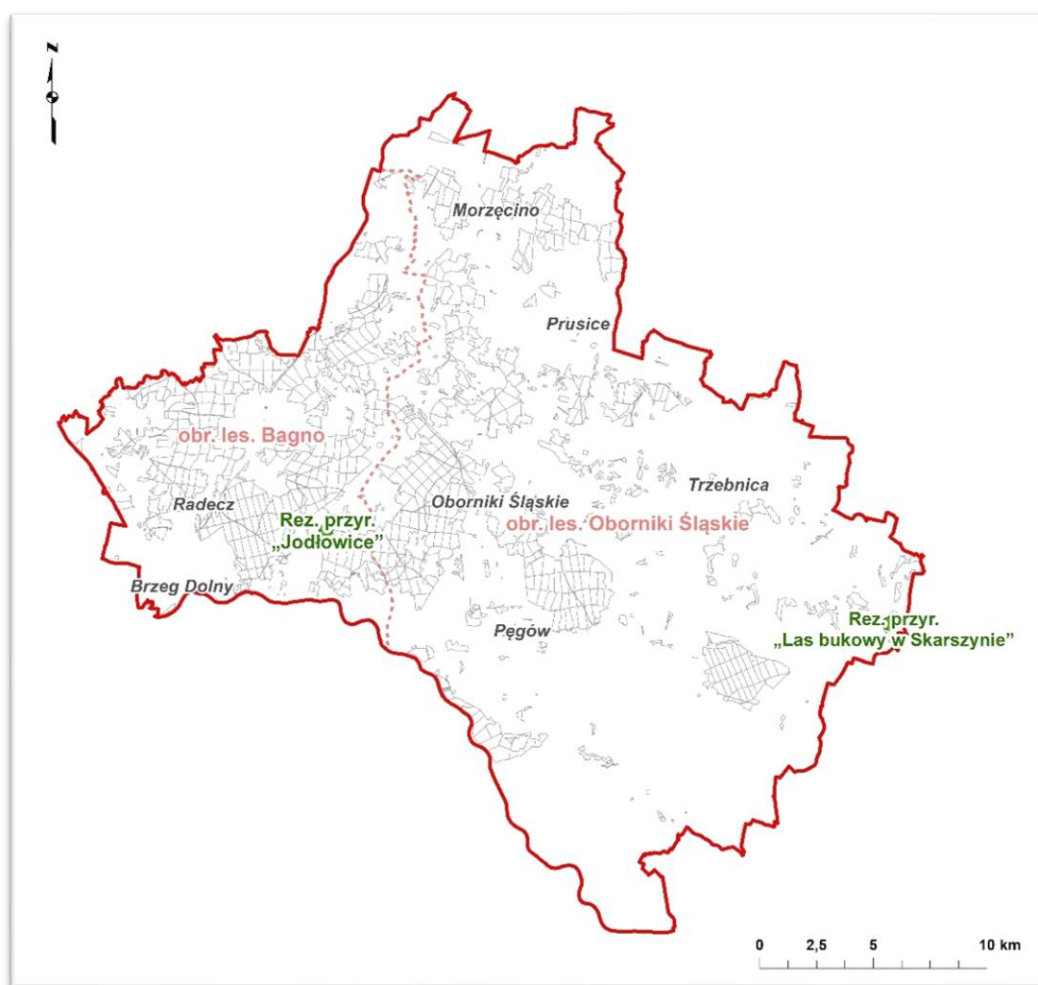 N
Morzęcino
Prusice
obr. les. Bagno
Trzebnica
Radecz
Oborniki Śląskie
Rez. przyr.
„Jodłowice”
obr. les. Oborniki Śląskie
Brzeg Dolny
Pęgów
Rez. przyr.
„Las bukowy w Skarszynie”
0 2,5 5 10 km